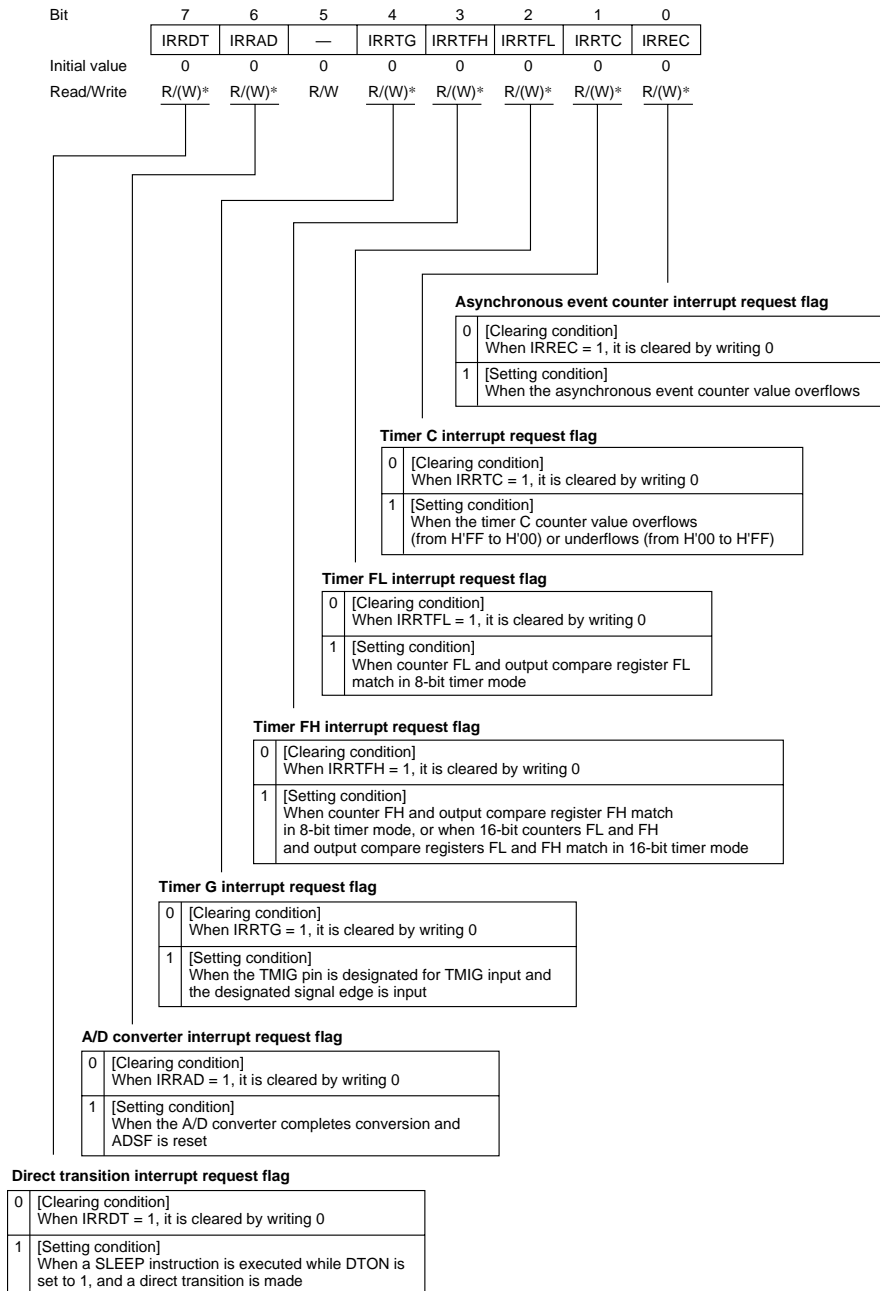 Bit 7 6 5 4 3 2 1 0
IRRDT IRRAD — IRRTG IRRTFH IRRTFL IRRTC IRREC
Initial value 0 0 0 0 0 0 0 0
Read/Write R/(W)* R/(W)* R/W R/(W)* R/(W)* R/(W)* R/(W)* R/(W)*
Asynchronous event counter interrupt request flag
0 [Clearing condition]
When IRREC = 1, it is cleared by writing 0
1 [Setting condition]
When the asynchronous event counter value overflows
Timer C interrupt request flag
0 [Clearing condition]
When IRRTC = 1, it is cleared by writing 0
1 [Setting condition]
When the timer C counter value overflows
(from H'FF to H'00) or underflows (from H'00 to H'FF)
Timer FL interrupt request flag
0 [Clearing condition]
When IRRTFL = 1, it is cleared by writing 0
1 [Setting condition]
When counter FL and output compare register FL
match in 8-bit timer mode
Timer FH interrupt request flag
0 [Clearing condition]
When IRRTFH = 1, it is cleared by writing 0
1 [Setting condition]
When counter FH and output compare register FH match
in 8-bit timer mode, or when 16-bit counters FL and FH
and output compare registers FL and FH match in 16-bit timer mode
Timer G interrupt request flag
0 [Clearing condition]
When IRRTG = 1, it is cleared by writing 0
1 [Setting condition]
When the TMIG pin is designated for TMIG input and
the designated signal edge is input
A/D converter interrupt request flag
0 [Clearing condition]
When IRRAD = 1, it is cleared by writing 0
1 [Setting condition]
When the A/D converter completes conversion and
ADSF is reset
Direct transition interrupt request flag
0 [Clearing condition]
When IRRDT = 1, it is cleared by writing 0
1 [Setting condition]
When a SLEEP instruction is executed while DTON is
set to 1, and a direct transition is made